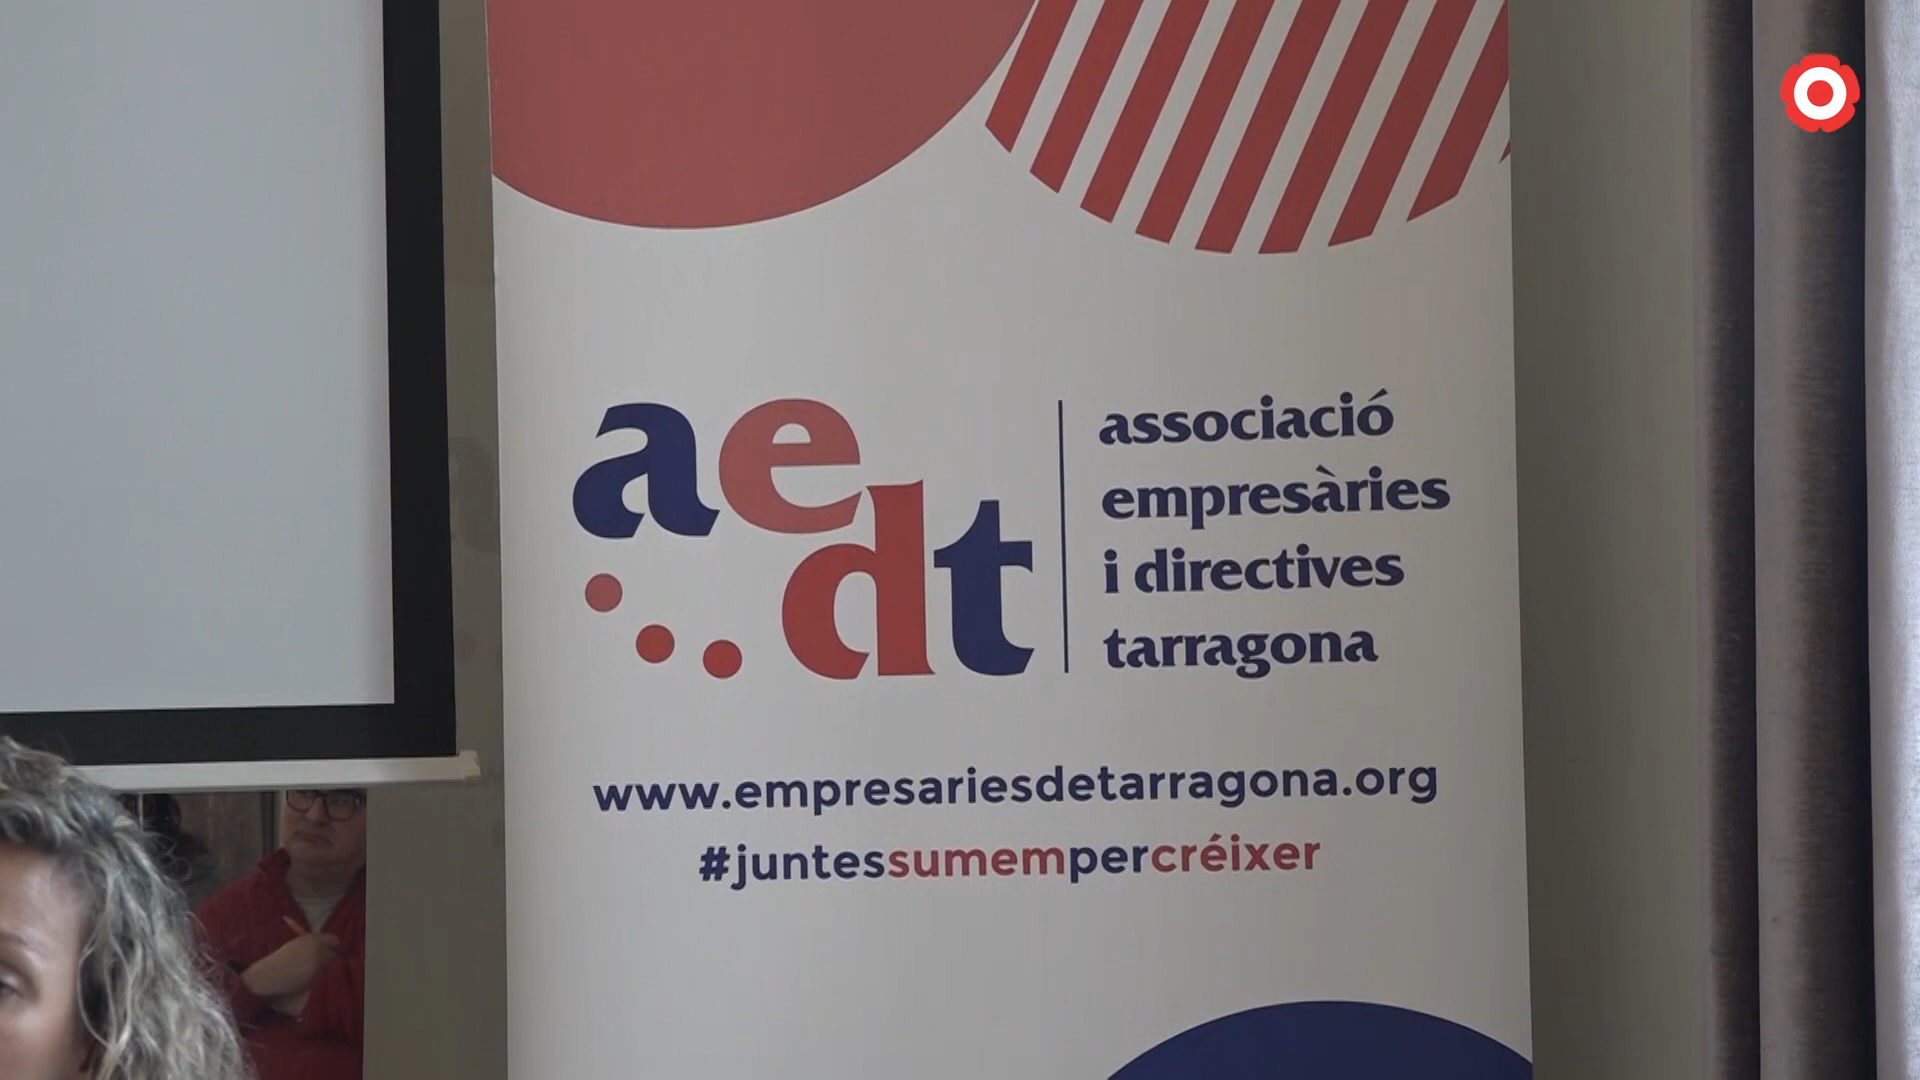 aedt
associació
empresàries
i directives
tarragona
www.empresariesdetarragona.org
#juntessumempercréixer